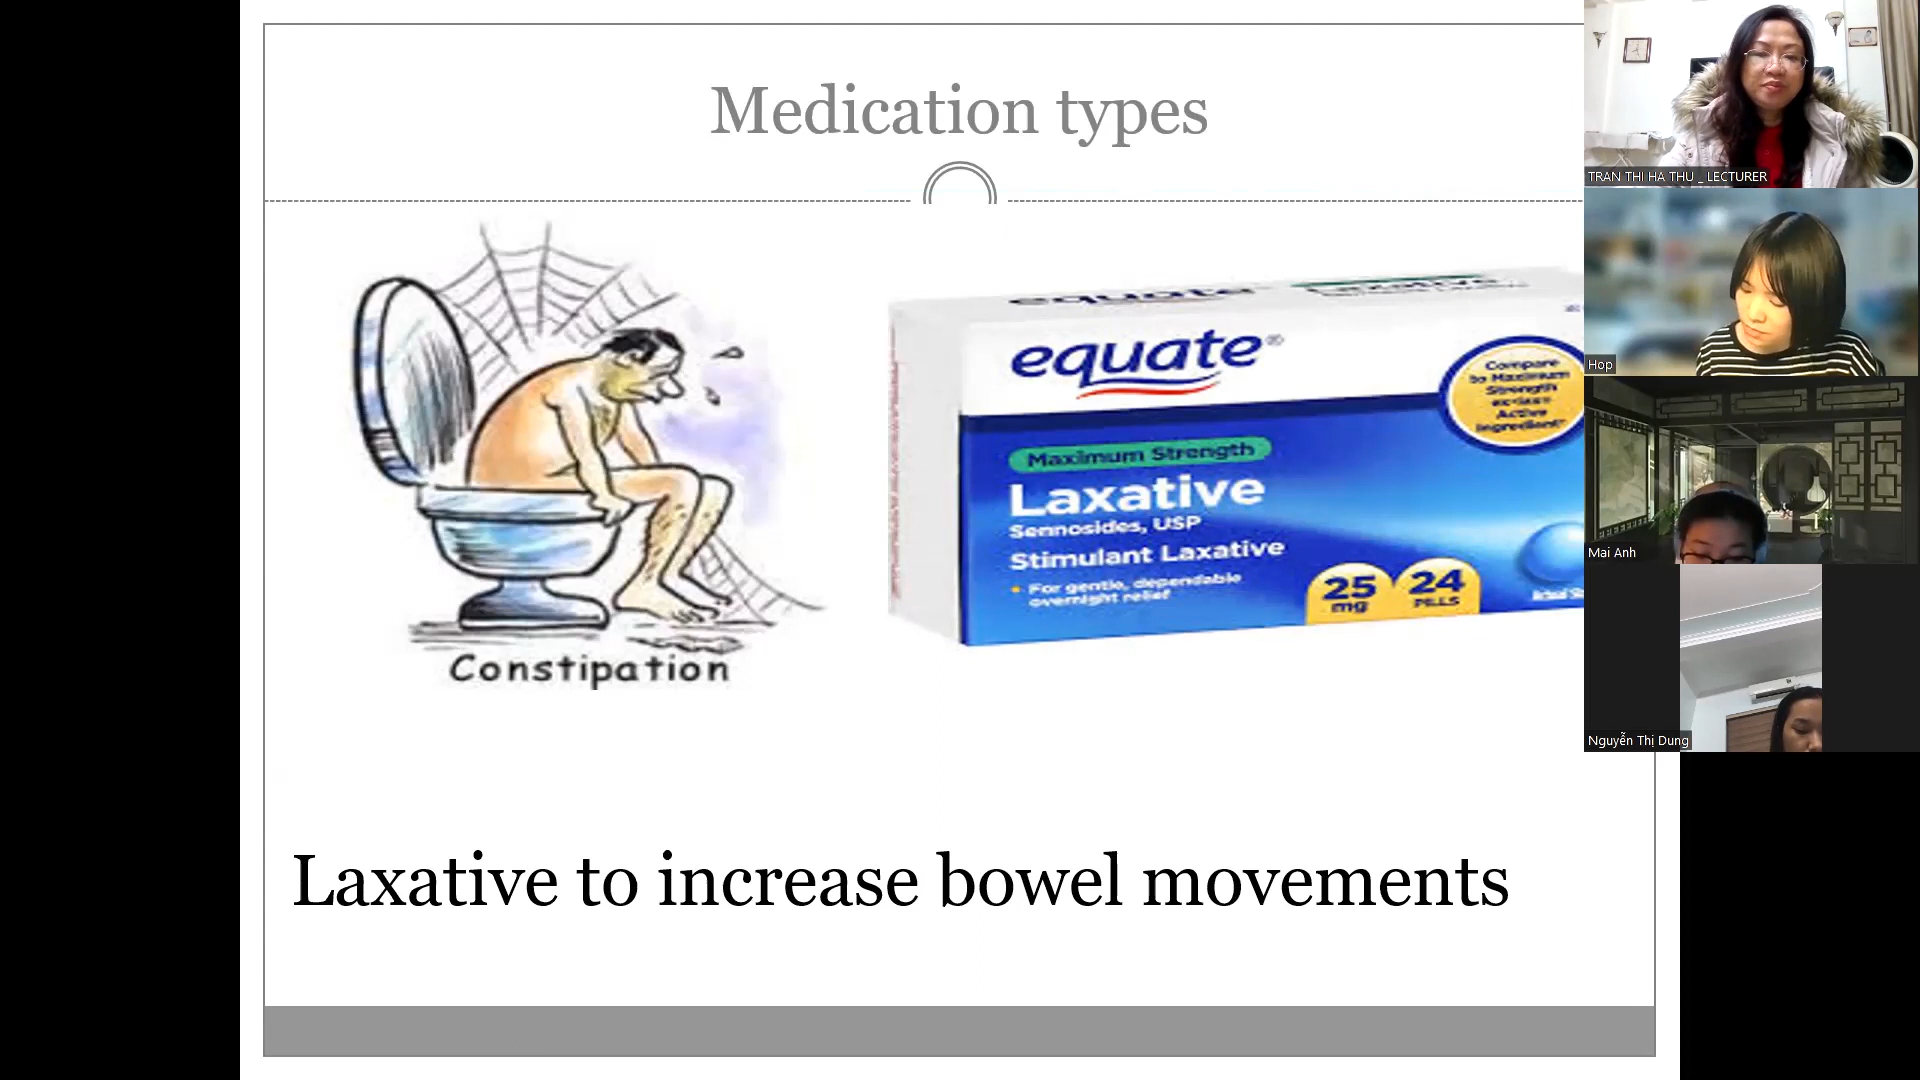 Medication types
equate®
Compare
to Maximum
Strength
ex•lax®
Active
Ingredient*
Maximum Strength
Laxative
Sennosides, USP
Stimulant Laxative
• For gentle, dependable
overnight relief
25
mg
24
PILLS
Constipation
Laxative to increase bowel movements
TRAN THI HA THU _ LECTURER
Hop
Mai Anh
Nguyễn Thị Dung